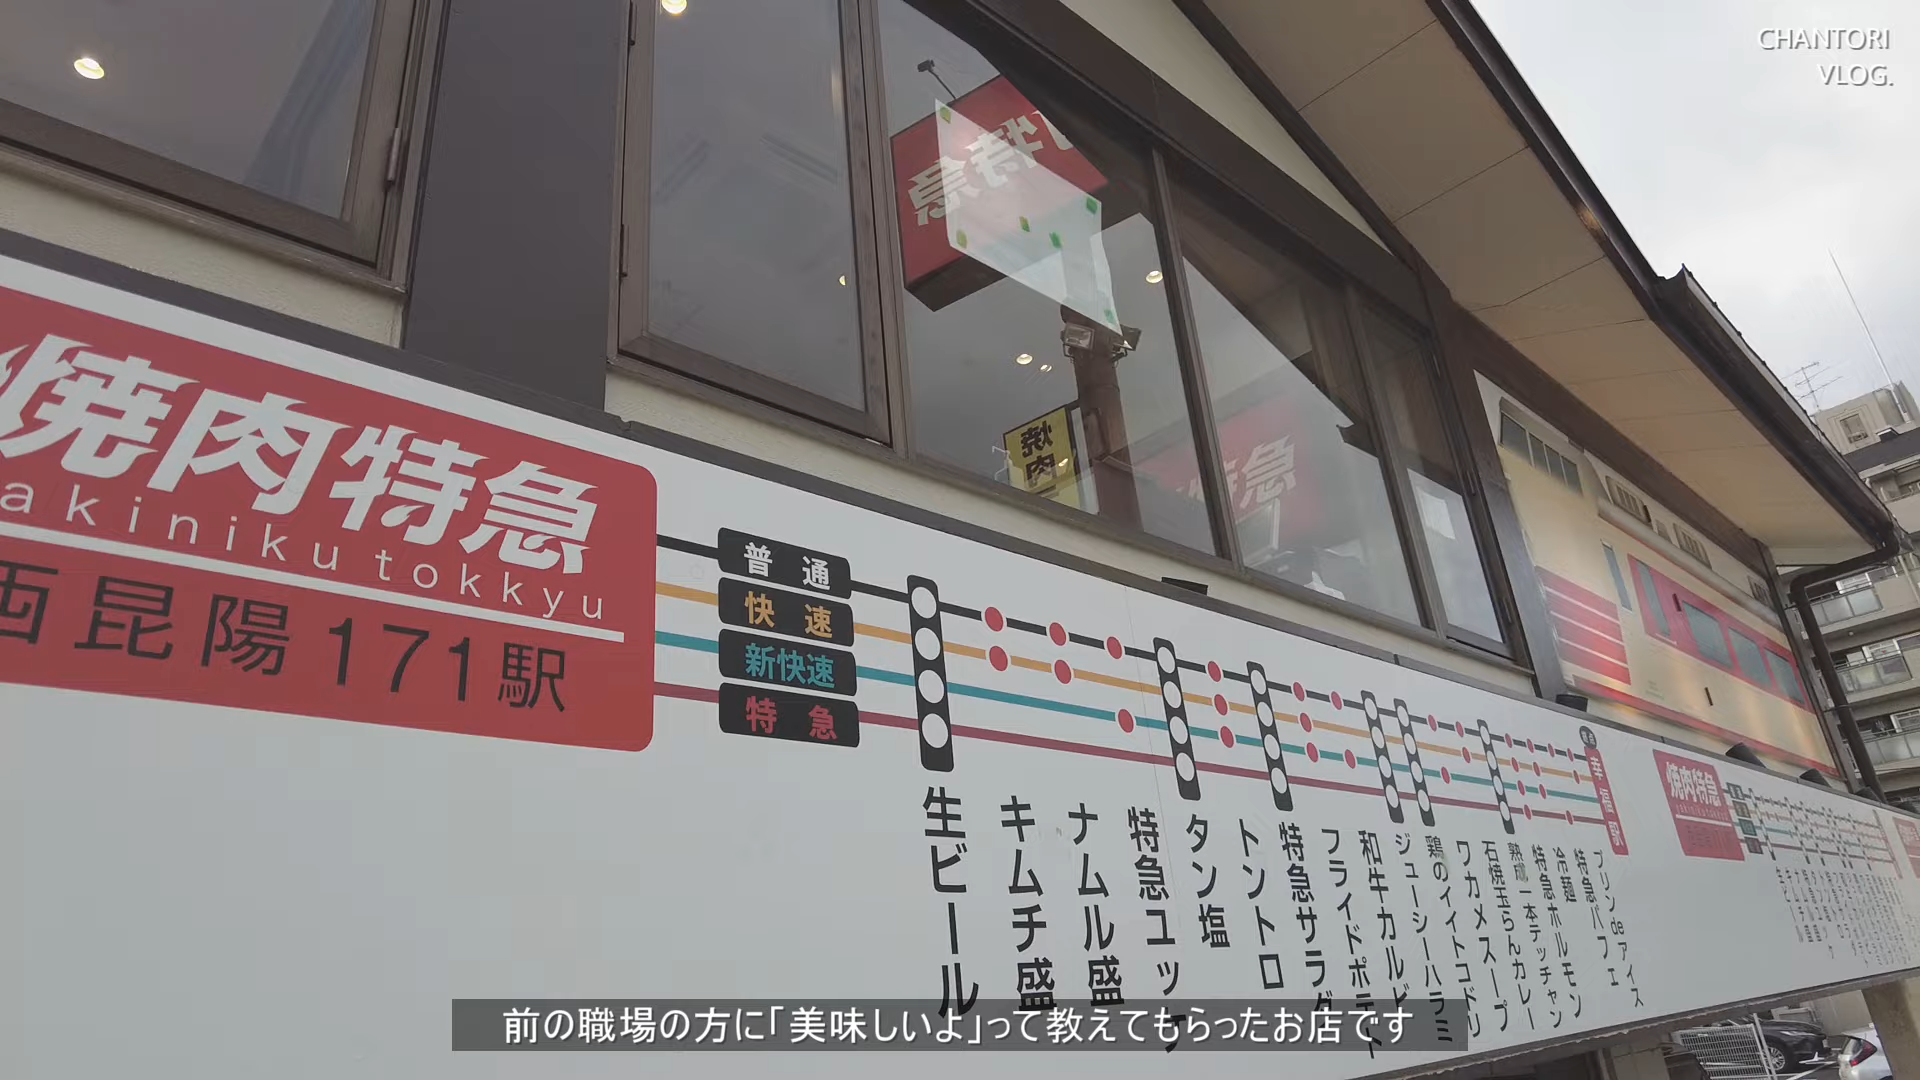 CHANTORI
VLOG.
特急
焼肉
特急
焼肉特急
akiniku tokkyu
西昆陽171駅
普通
快速
新快速
特急
生ビール
キムチ盛
ナムル盛
特急ユッケ
タン塩
トントロ
特急サラダ
フライドポテト
和牛カルビ
ジューシーハラミ
鶏のイイトコドリ
ワカメスープ
石焼玉らんカレー
熟成一本テッチャン
特急ホルモン
冷麺
特急パフェ
プリンdeアイス
幸福駅
焼肉特急
前の職場の方に「美味しいよ」って教えてもらったお店です